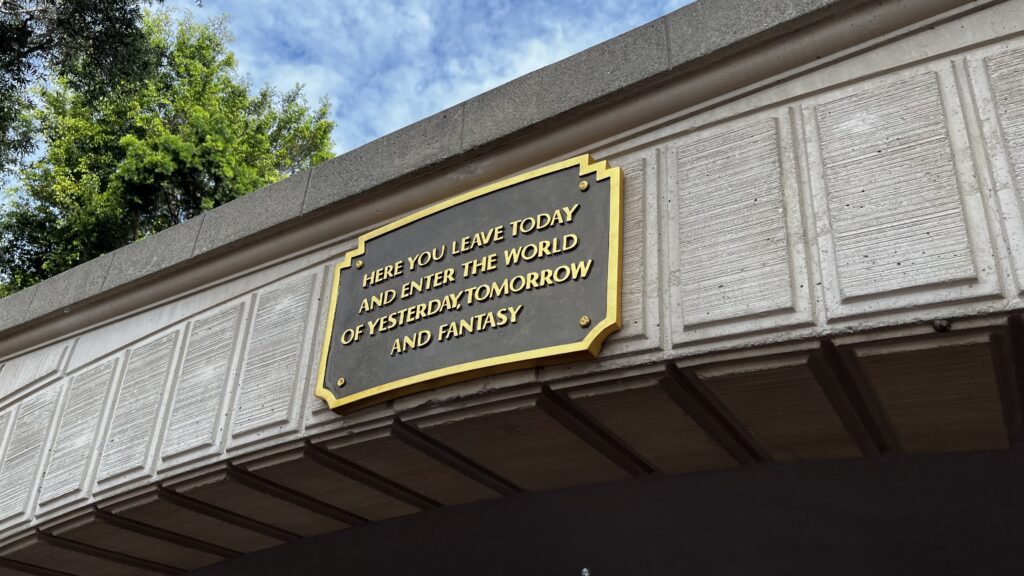 HERE YOU LEAVE TODAY
AND ENTER THE WORLD
OF YESTERDAY, TOMORROW
AND FANTASY